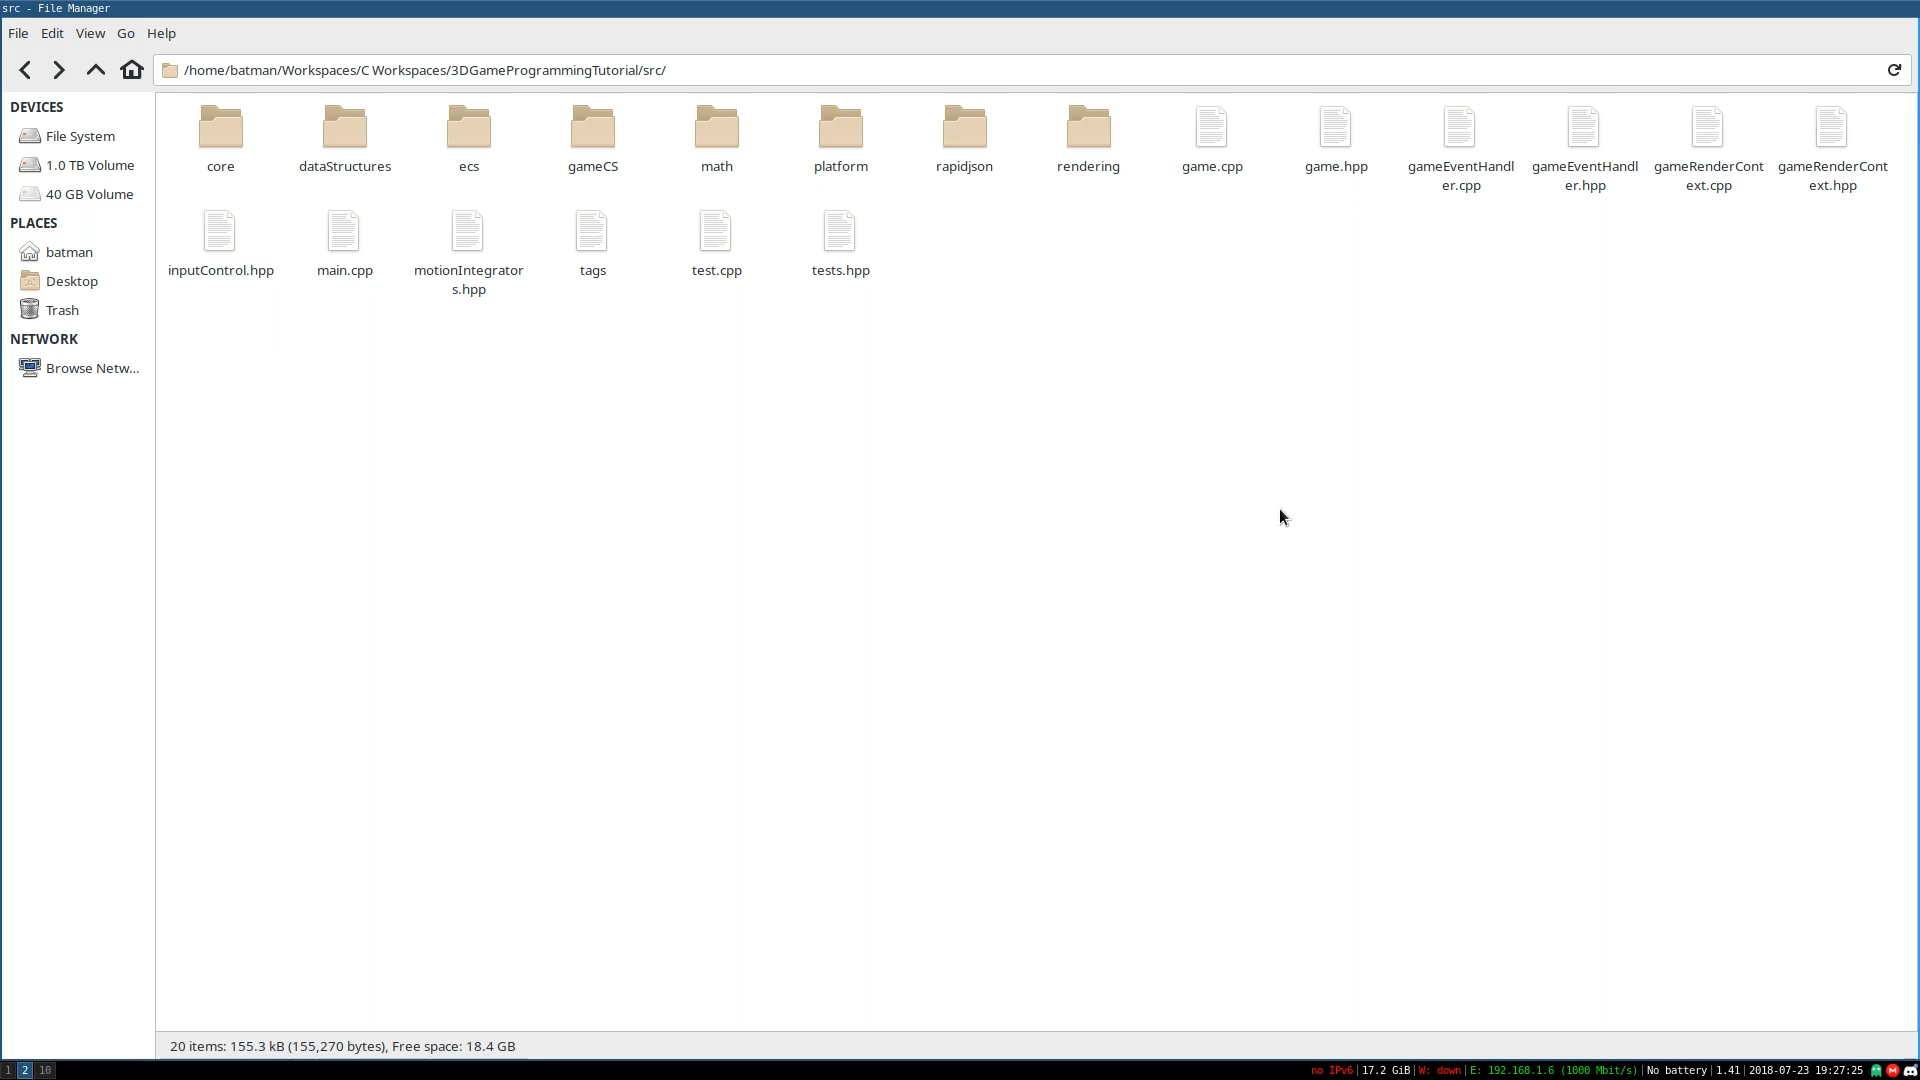 src - File Manager
File Edit View Go Help
/home/batman/Workspaces/C Workspaces/3DGameProgrammingTutorial/src/
DEVICES
File System
1.0 TB Volume
40 GB Volume
PLACES
batman
Desktop
Trash
NETWORK
Browse Netw...
core
dataStructures
ecs
gameCS
math
platform
rapidjson
rendering
game.cpp
game.hpp
gameEventHandl
er.cpp
gameEventHandl
er.hpp
gameRenderCont
ext.cpp
gameRenderCont
ext.hpp
inputControl.hpp
main.cpp
motionIntegrator
s.hpp
tags
test.cpp
tests.hpp
20 items: 155.3 kB (155,270 bytes), Free space: 18.4 GB
1 2 10
no IPv6|17.2 GiB|W: down|E: 192.168.1.6 (1000 Mbit/s)|No battery|1.41|2018-07-23 19:27:25